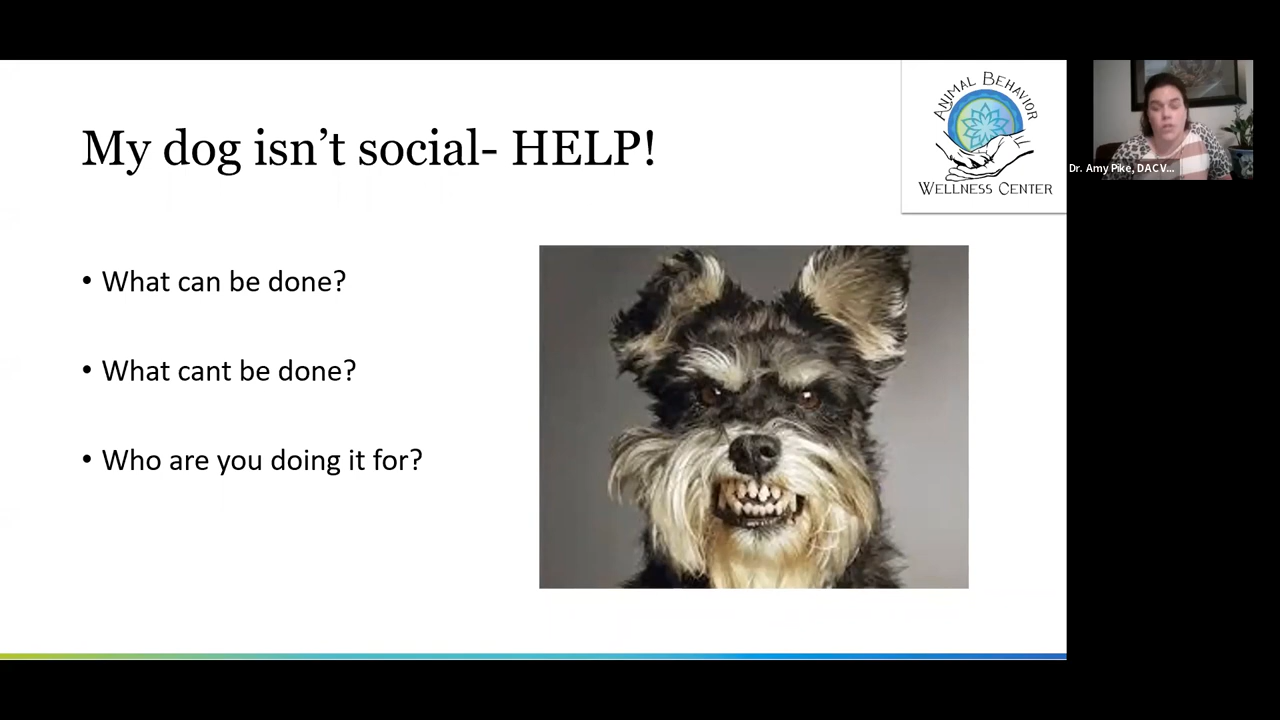 My dog isn’t social- HELP!
ANIMAL BEHAVIOR
WELLNESS CENTER
• What can be done?
• What cant be done?
• Who are you doing it for?
Dr. Amy Pike, DACV...